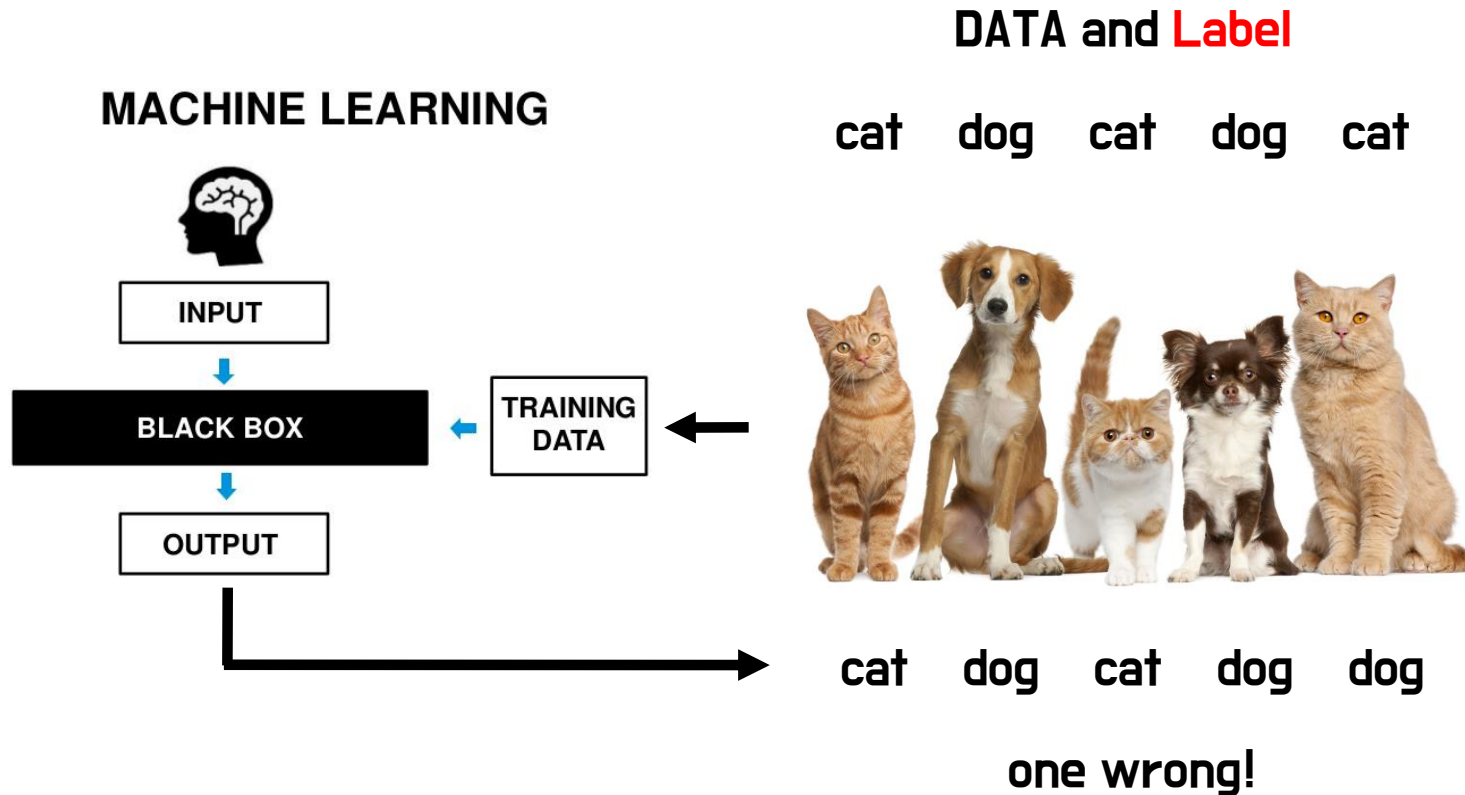 DATA and Label
MACHINE LEARNING
cat dog cat dog cat
INPUT
BLACK BOX
TRAINING
DATA
OUTPUT
cat dog cat dog dog
one wrong!